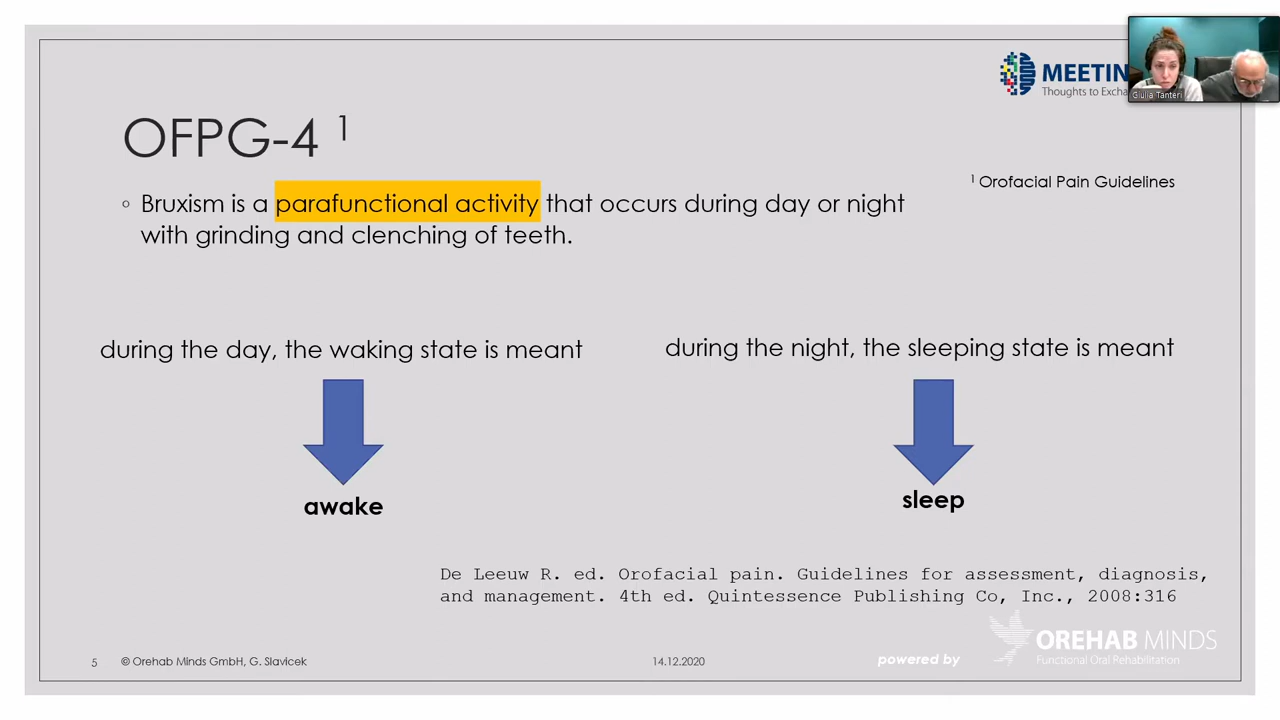 MEETIN
Thoughts to Excha
Giulia Tanteri
OFPG-4 ¹
¹ Orofacial Pain Guidelines
Bruxism is a parafunctional activity that occurs during day or night
with grinding and clenching of teeth.
during the day, the waking state is meant
during the night, the sleeping state is meant
awake
sleep
De Leeuw R. ed. Orofacial pain. Guidelines for assessment, diagnosis,
and management. 4th ed. Quintessence Publishing Co, Inc., 2008:316
5 © Orehab Minds GmbH, G. Slavicek
14.12.2020
powered by
OREHAB MINDS
Functional Oral Rehabilitation